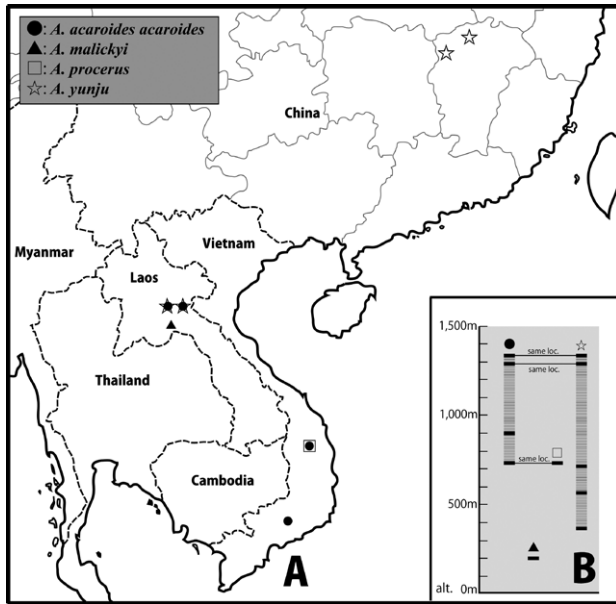 ●: A. acaroides acaroides
▲: A. malickyi
□: A. procerus
☆: A. yunju
China
Myanmar
Vietnam
Laos
Thailand
Cambodia
A
1,500m
same loc.
same loc.
1,000m
same loc.
500m
alt. 0m
B